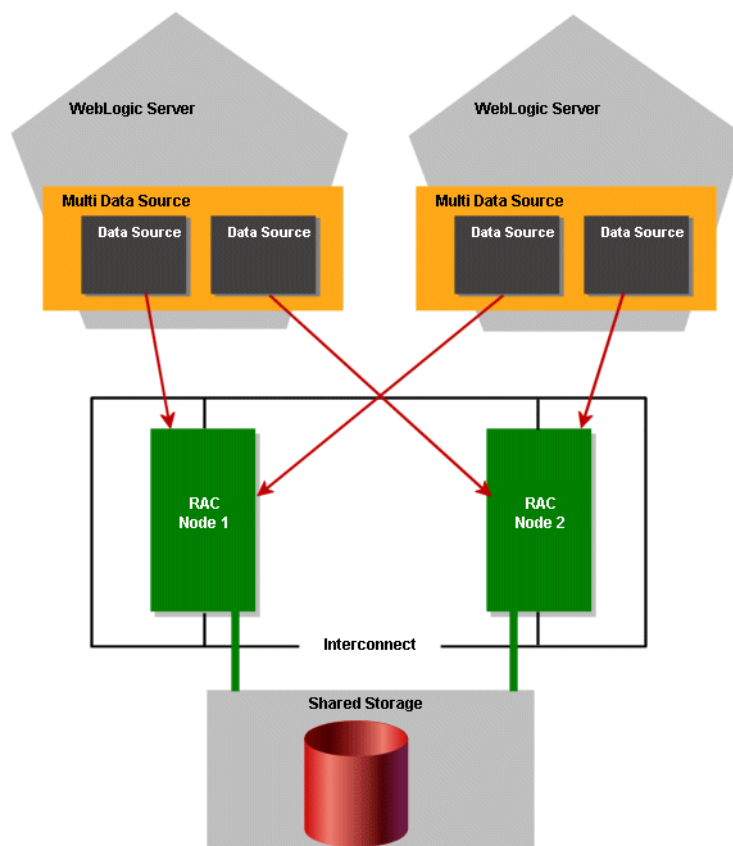 WebLogic Server
WebLogic Server
Multi Data Source
Multi Data Source
Data Source
Data Source
Data Source
Data Source
RAC
Node 1
RAC
Node 2
Interconnect
Shared Storage